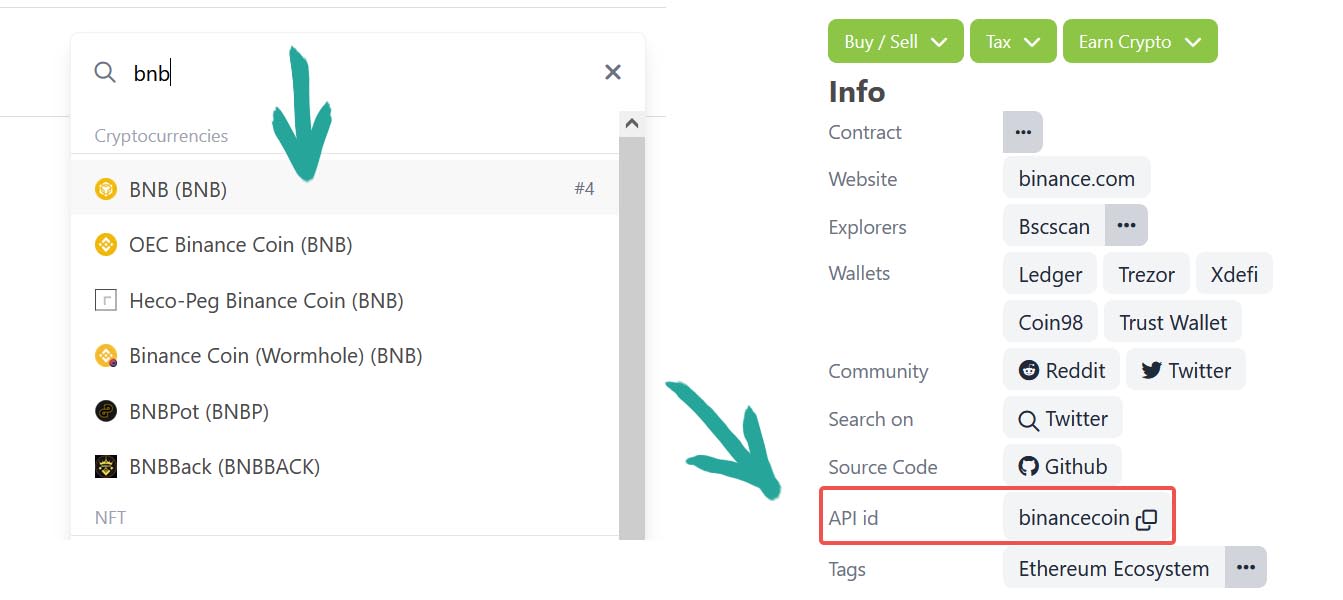 bnb
Cryptocurrencies
BNB (BNB) #4
OEC Binance Coin (BNB)
Heco-Peg Binance Coin (BNB)
Binance Coin (Wormhole) (BNB)
BNBPot (BNBP)
BNBBack (BNBBACK)
NFT
Buy / Sell Tax Earn Crypto
Info
Contract
Website binance.com
Explorers Bscscan
Wallets Ledger Trezor Xdefi
Coin98 Trust Wallet
Community Reddit Twitter
Search on Twitter
Source Code Github
API id binancecoin
Tags Ethereum Ecosystem